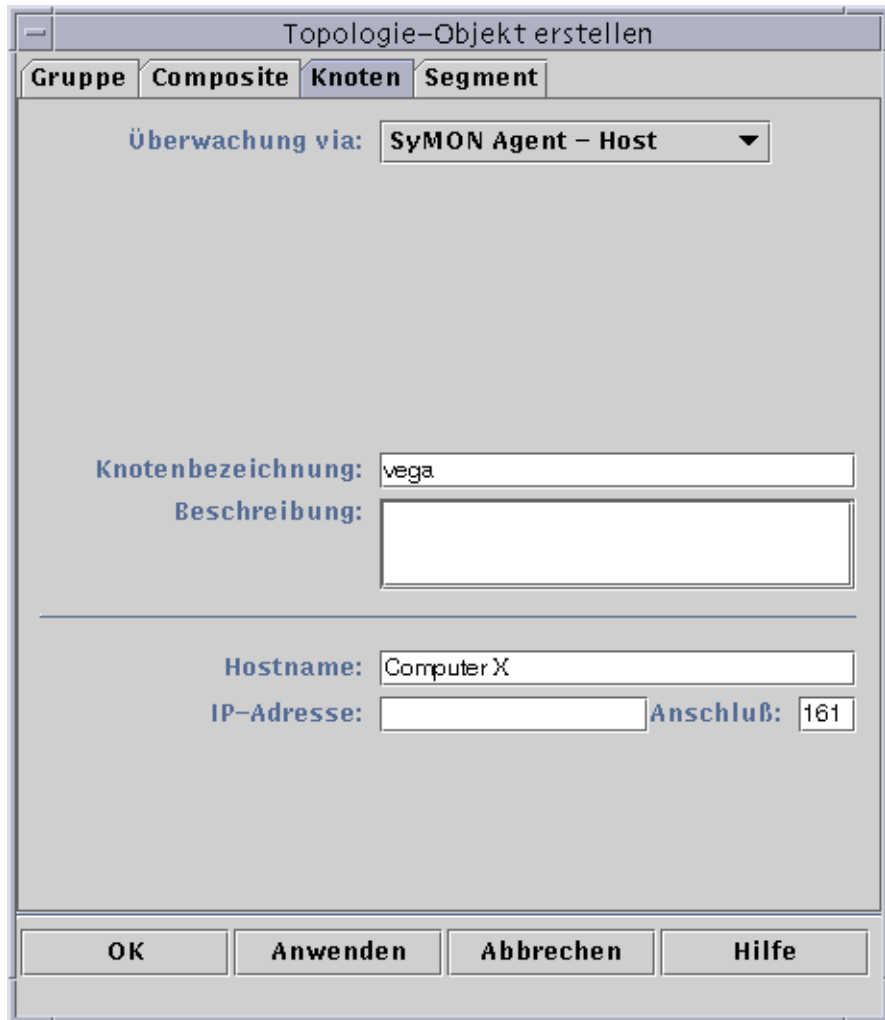 Topologie-Objekt erstellen
Gruppe Composite Knoten Segment
Überwachung via: SyMON Agent – Host
Knotenbezeichnung: vega
Beschreibung:
Hostname: Computer X
IP-Adresse: Anschluß: 161
OK Anwenden Abbrechen Hilfe